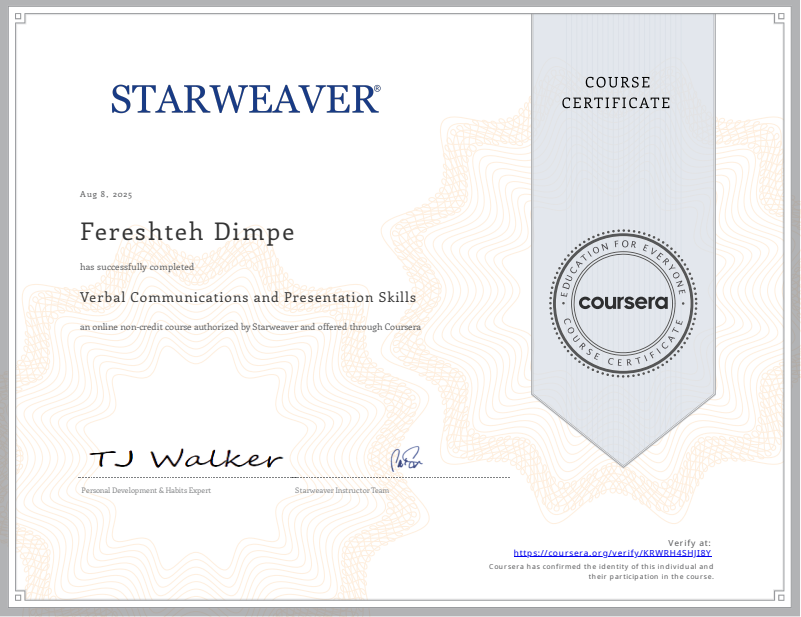 STARWEAVER®
COURSE
CERTIFICATE
Aug 8, 2025
Fereshteh Dimpe
has successfully completed
Verbal Communications and Presentation Skills
an online non-credit course authorized by Starweaver and offered through Coursera
EDUCATION FOR EVERYONE
coursera
COURSE CERTIFICATE
TJ Walker
Personal Development & Habits Expert
Starweaver Instructor Team
Verify at:
https://coursera.org/verify/KRWRH4SHJI8Y
Coursera has confirmed the identity of this individual and
their participation in the course.